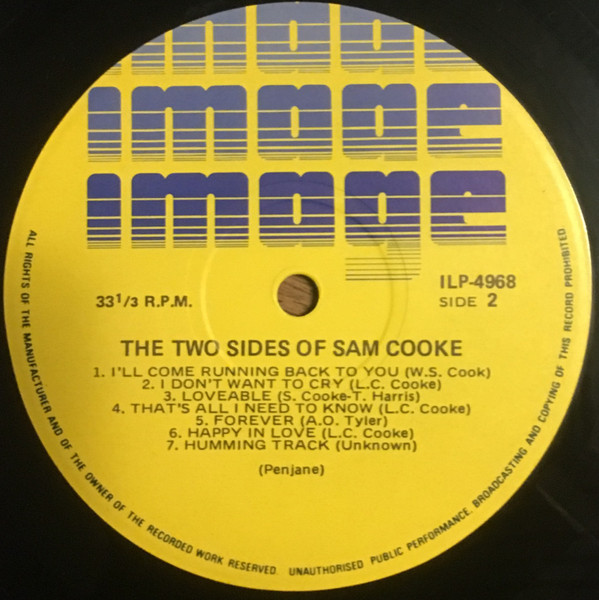 image
image
image
33 1/3 R.P.M.
ILP-4968
SIDE 2
THE TWO SIDES OF SAM COOKE
1. I'LL COME RUNNING BACK TO YOU (W.S. Cook)
2. I DON'T WANT TO CRY (L.C. Cooke)
3. LOVEABLE (S. Cooke-T. Harris)
4. THAT'S ALL I NEED TO KNOW (L.C. Cooke)
5. FOREVER (A.O. Tyler)
6. HAPPY IN LOVE (L.C. Cooke)
7. HUMMING TRACK (Unknown)
(Penjane)
ALL RIGHTS OF THE MANUFACTURER AND OF THE OWNER OF THE RECORDED WORK RESERVED. UNAUTHORISED PUBLIC PERFORMANCE, BROADCASTING AND COPYING OF THIS RECORD PROHIBITED